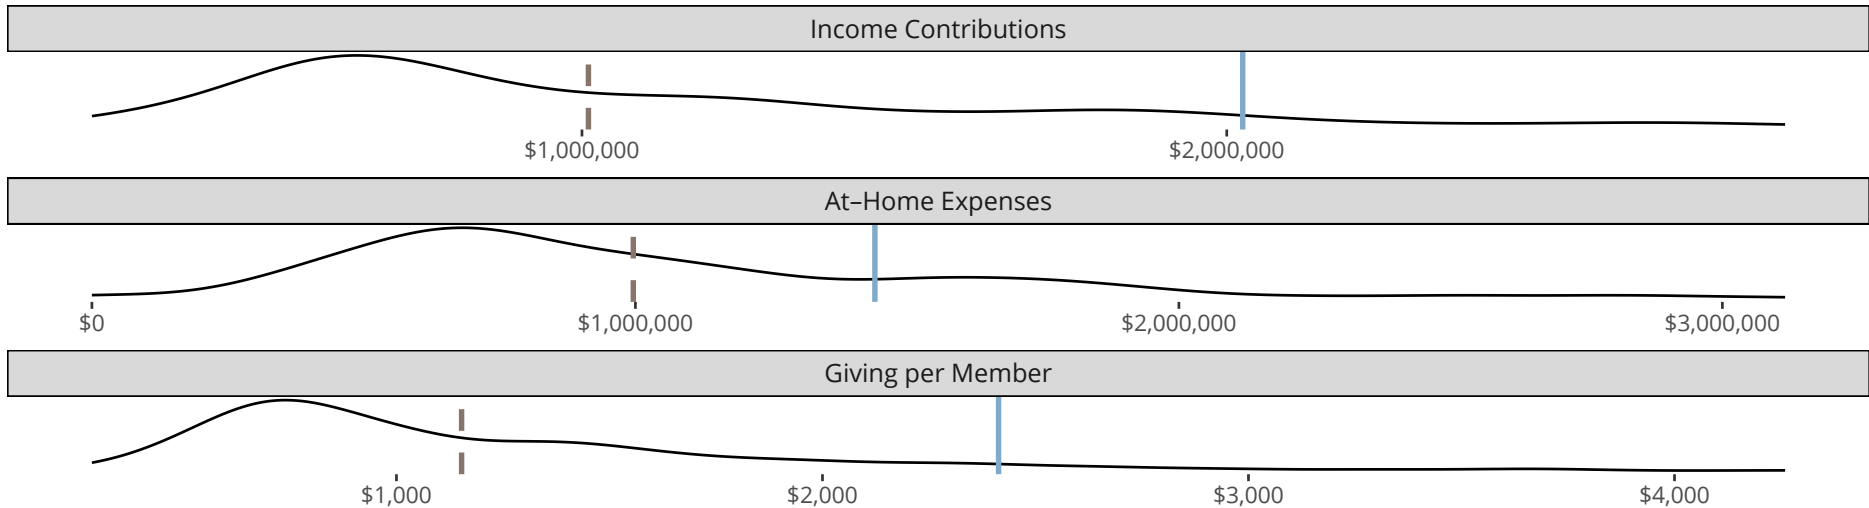 Income Contributions
$1,000,000 $2,000,000
At–Home Expenses
$0 $1,000,000 $2,000,000 $3,000,000
Giving per Member
$1,000 $2,000 $3,000 $4,000